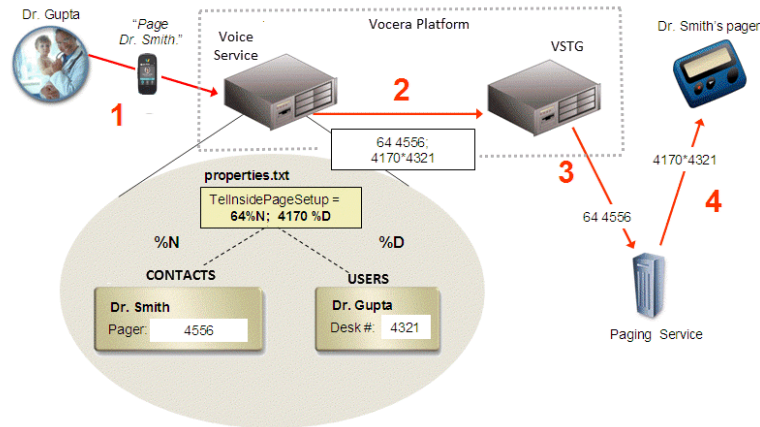 Dr. Gupta
"Page
Dr. Smith."
Voice
Service
Vocera Platform
VSTG
Dr. Smith's pager
1
2
64 4556;
4170*4321
3
4170*4321
4
64 4556
properties.txt
TelInsidePageSetup =
64%N; 4170 %D
%N
%D
CONTACTS
USERS
Dr. Smith
Pager: 4556
Dr. Gupta
Desk #: 4321
Paging Service